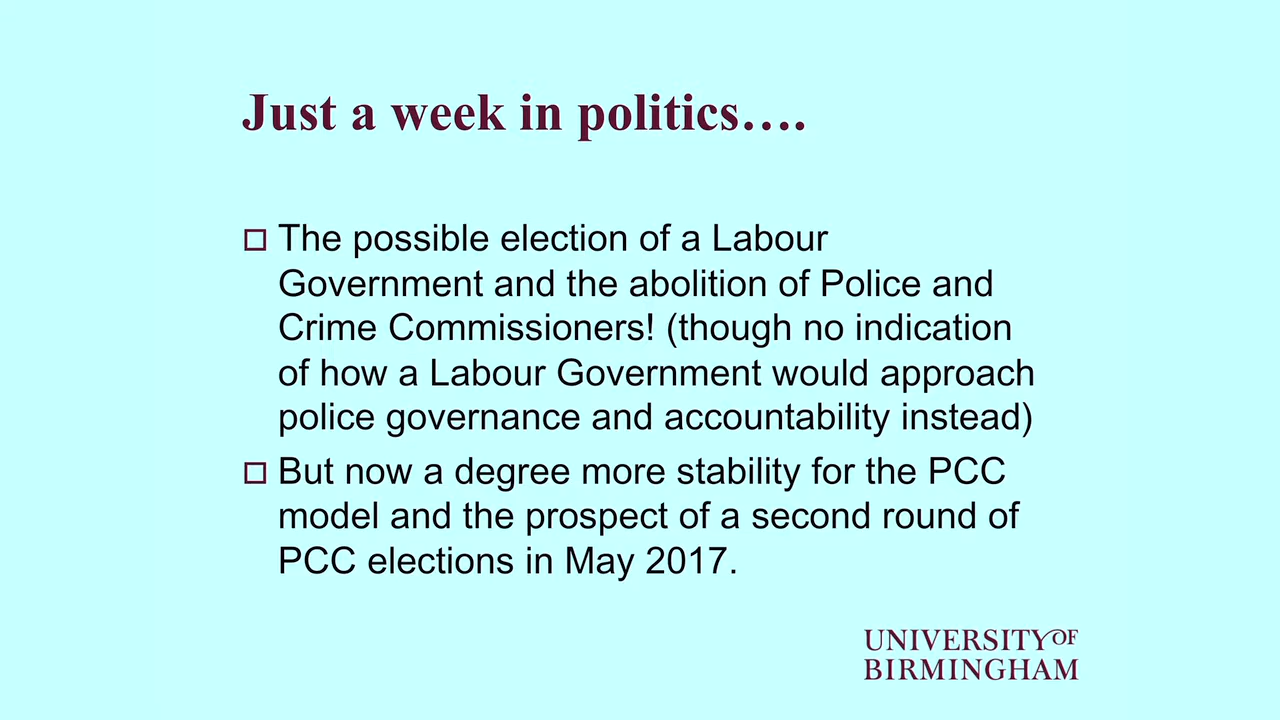 Just a week in politics….
The possible election of a Labour
Government and the abolition of Police and
Crime Commissioners! (though no indication
of how a Labour Government would approach
police governance and accountability instead)
But now a degree more stability for the PCC
model and the prospect of a second round of
PCC elections in May 2017.
UNIVERSITY OF
BIRMINGHAM